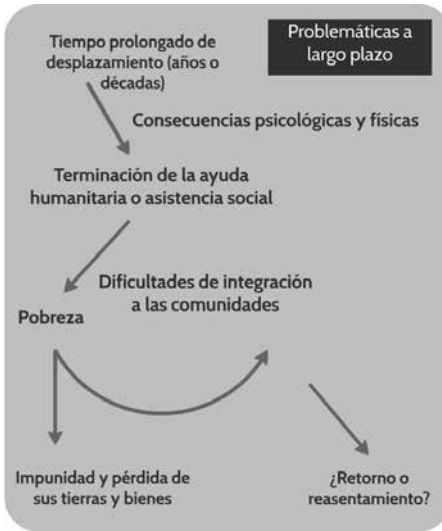 Problemáticas a
largo plazo
Tiempo prolongado de
desplazamiento (años o
décadas)
Consecuencias psicológicas y físicas
Terminación de la ayuda
humanitaria o asistencia social
Dificultades de integración
a las comunidades
Pobreza
Impunidad y pérdida de
sus tierras y bienes
¿Retorno o
reasentamiento?